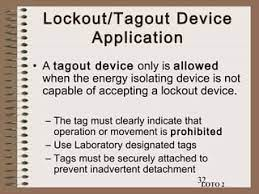 Lockout/Tagout Device
Application
• A tagout device only is allowed
when the energy isolating device is not
capable of accepting a lockout device.
– The tag must clearly indicate that
operation or movement is prohibited
– Use Laboratory designated tags
– Tags must be securely attached to
prevent inadvertent detachment
32
LOTO 2